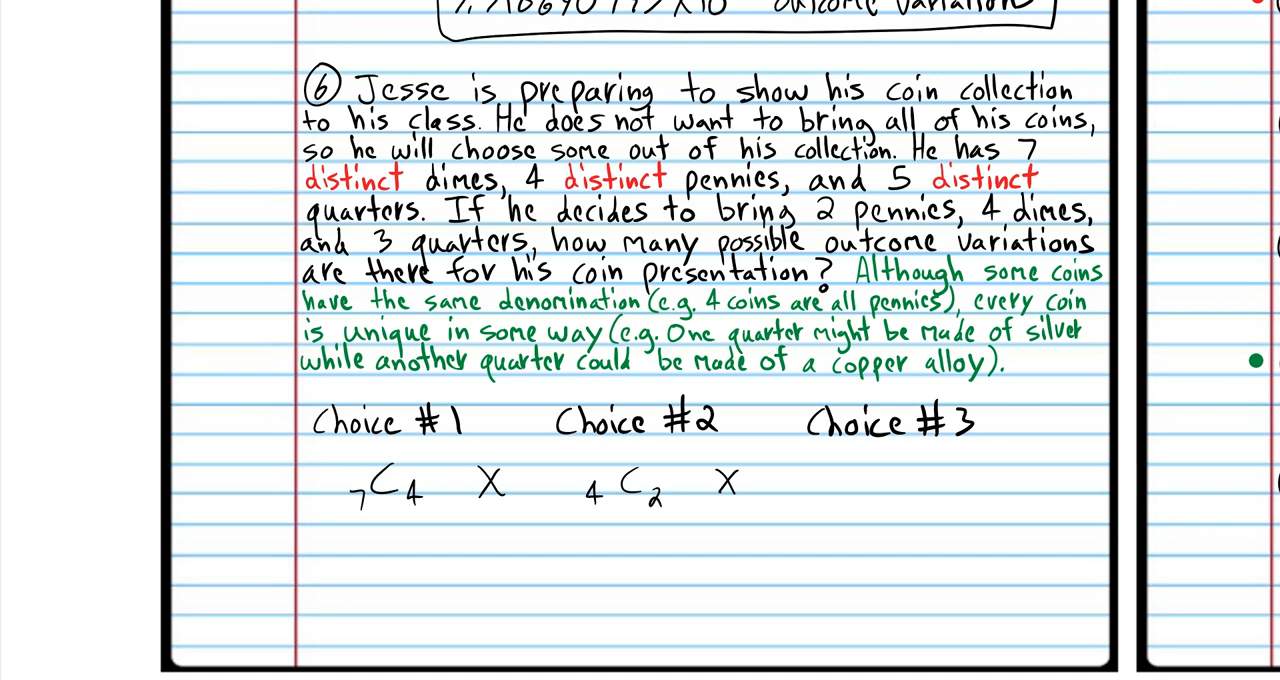 outcome variation
⑥ Jesse is preparing to show his coin collection
to his class. He does not want to bring all of his coins,
so he will choose some out of his collection. He has 7
distinct dimes, 4 distinct pennies, and 5 distinct
quarters. If he decides to bring 2 pennies, 4 dimes,
and 3 quarters, how many possible outcome variations
are there for his coin presentation? Although some coins
have the same denomination (e.g. 4 coins are all pennies), every coin
is unique in some way (e.g. One quarter might be made of silver
while another quarter could be made of a copper alloy).
Choice #1 Choice #2 Choice #3
₇C₄ X ₄C₂ X